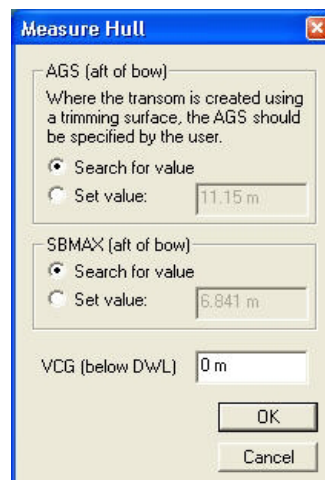 Measure Hull
AGS (aft of bow)
Where the transom is created using
a trimming surface, the AGS should
be specified by the user.
Search for value
Set value: 11.15 m
SBMAX (aft of bow)
Search for value
Set value: 6.841 m
VCG (below DWL) 0 m
OK
Cancel